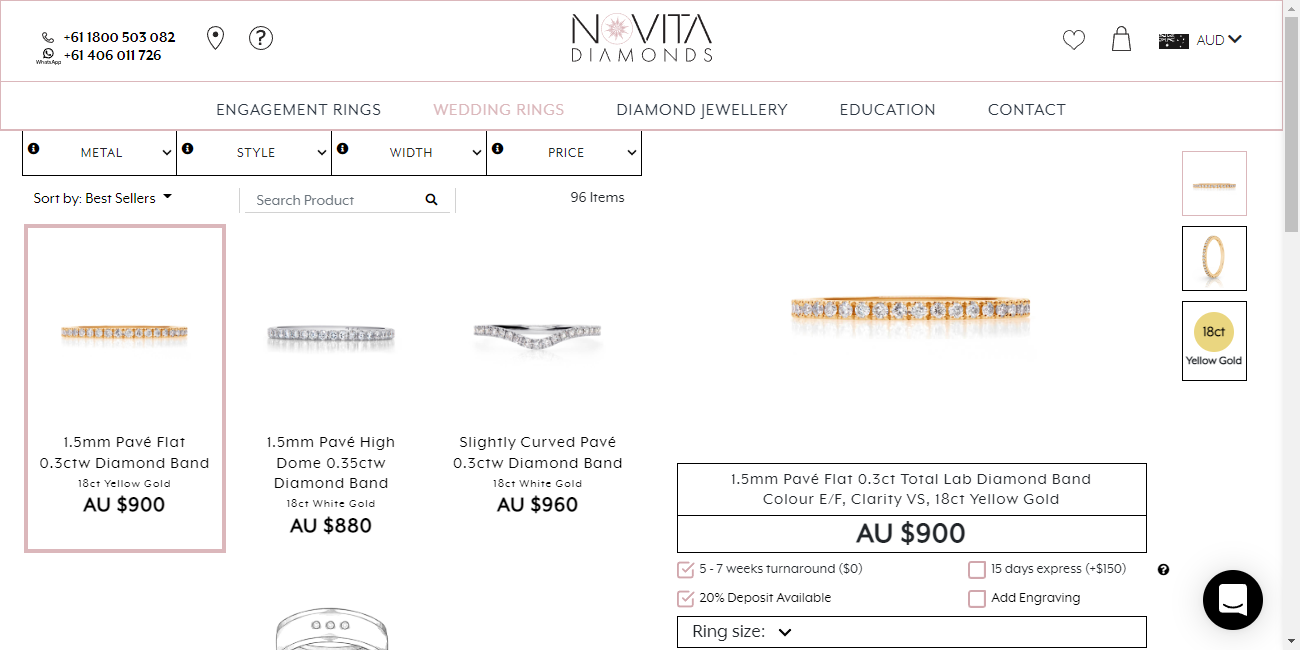 +61 1800 503 082
WhatsApp
+61 406 011 726
?
NOVITA
DIAMONDS
AUD
ENGAGEMENT RINGS
WEDDING RINGS
DIAMOND JEWELLERY
EDUCATION
CONTACT
METAL
STYLE
WIDTH
PRICE
Sort by: Best Sellers
Search Product
96 Items
1.5mm Pavé Flat
0.3ctw Diamond Band
18ct Yellow Gold
AU $900
1.5mm Pavé High
Dome 0.35ctw
Diamond Band
18ct White Gold
AU $880
Slightly Curved Pavé
0.3ctw Diamond Band
18ct White Gold
AU $960
18ct
Yellow Gold
1.5mm Pavé Flat 0.3ct Total Lab Diamond Band
Colour E/F, Clarity VS, 18ct Yellow Gold
AU $900
5 - 7 weeks turnaround ($0)
15 days express (+$150)
?
20% Deposit Available
Add Engraving
Ring size: